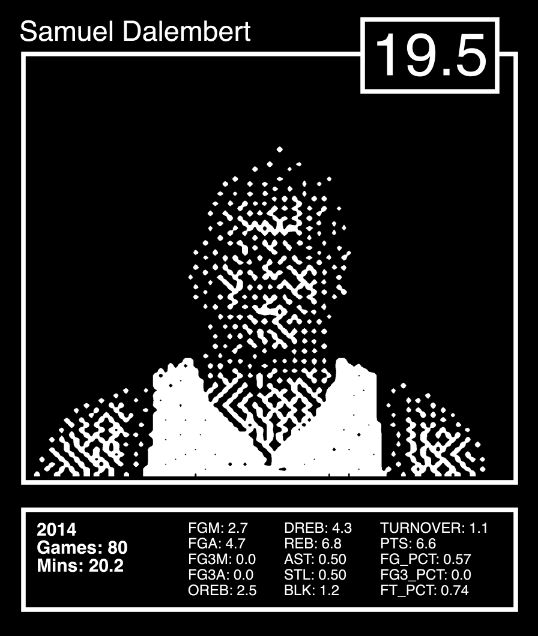 Samuel Dalembert
19.5
2014
Games: 80
Mins: 20.2
FGM: 2.7
FGA: 4.7
FG3M: 0.0
FG3A: 0.0
OREB: 2.5
DREB: 4.3
REB: 6.8
AST: 0.50
STL: 0.50
BLK: 1.2
TURNOVER: 1.1
PTS: 6.6
FG_PCT: 0.57
FG3_PCT: 0.0
FT_PCT: 0.74